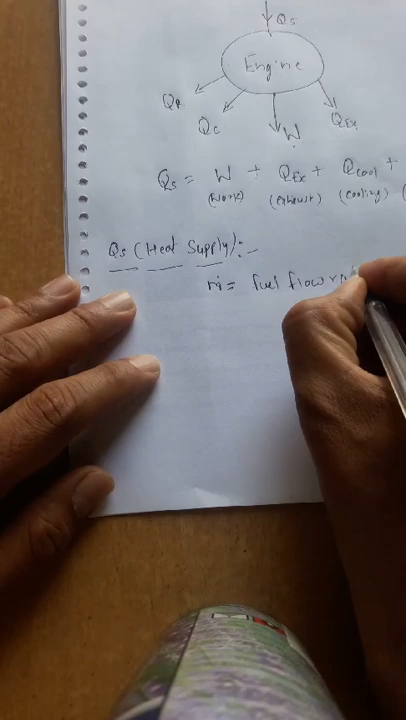 Qs
Engine
QR
Qc
W
QEx
Qs = W + QEx + Qcool +
(work) (Exhaust) (cooling) (
Qs (Heat Supply):-
ṁ = fuel flow